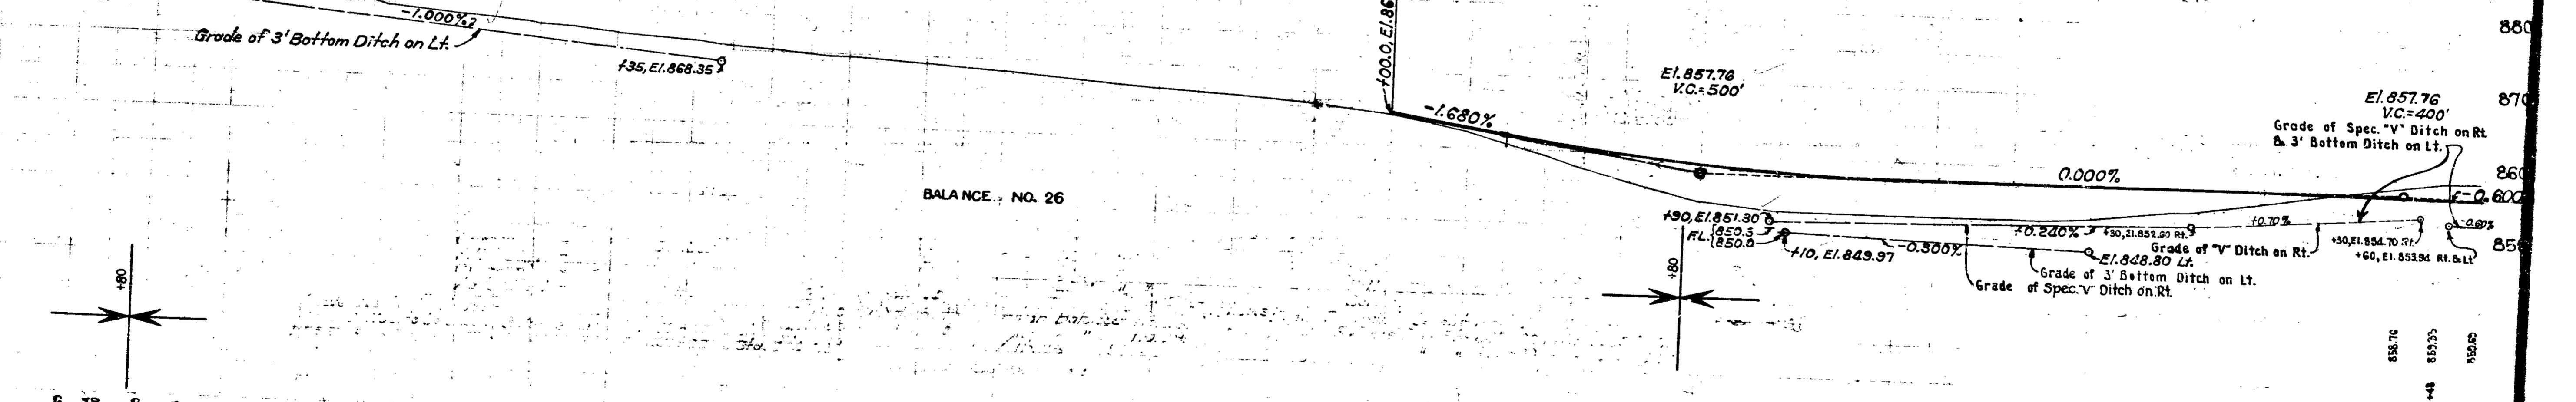 -1.000%
Grade of 3' Bottom Ditch on Lt.
+35, El.868.35
+00.0, El.86
-1.680%
El. 857.76
V.C.=500'
880
870
860
850
El. 857.76
V.C.=400'
Grade of Spec. "V" Ditch on Rt.
& 3' Bottom Ditch on Lt.
0.000%
-0.600
BALANCE NO. 26
+90, El.851.30
F.L. {850.5
{850.0
+10, El.849.97
-0.300%
+0.240%
+30, El.852.90 Rt.
+0.70%
-0.60%
Grade of "V" Ditch on Rt.
El.848.80 Lt.
Grade of 3' Bottom Ditch on Lt.
Grade of Spec. "V" Ditch on Rt.
+30, El.854.70 Rt.
+60, El. 853.94 Rt. & Lt
+80
+80
858.76
+48